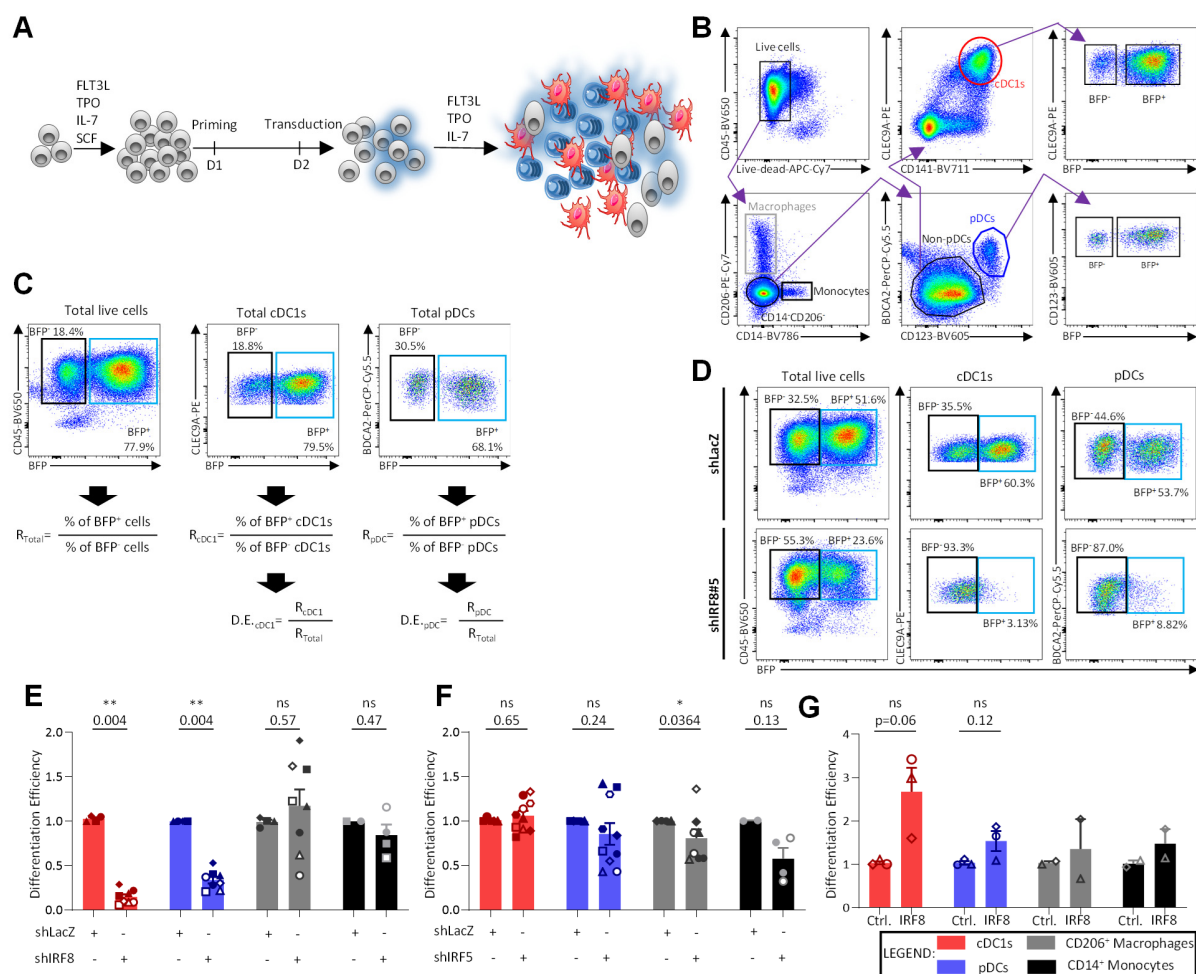 A
FLT3L
TPO
IL-7
SCF
Priming
D1
Transduction
D2
FLT3L
TPO
IL-7
B
CD45-BV650
Live cells
Live-dead-APC-Cy7
CLEC9A-PE
cDC1s
CD141-BV711
CLEC9A-PE
BFP⁻ BFP⁺
BFP
CD206-PE-Cy7
Macrophages
Monocytes
CD14⁻CD206⁻
CD14-BV786
BDCA2-PerCP-Cy5.5
Non-pDCs
pDCs
CD123-BV605
CD123-BV605
BFP⁻ BFP⁺
BFP
C
Total live cells
BFP⁻ 18.4%
BFP⁺
77.9%
CD45-BV650
BFP
Total cDC1s
BFP⁻
18.8%
BFP⁺
79.5%
CLEC9A-PE
BFP
Total pDCs
BFP⁻
30.5%
BFP⁺
68.1%
BDCA2-PerCP-Cy5.5
BFP
R_Total= % of BFP⁺ cells
% of BFP⁻ cells
R_cDC1= % of BFP⁺ cDC1s
% of BFP⁻ cDC1s
R_pDC= % of BFP⁺ pDCs
% of BFP⁻ pDCs
D.E._cDC1= R_cDC1
R_Total
D.E._pDC= R_pDC
R_Total
D
Total live cells
cDC1s
pDCs
shLacZ
BFP⁻ 32.5% BFP⁺ 51.6%
BFP⁻ 35.5%
BFP⁺ 60.3%
BFP⁻ 44.6%
BFP⁺ 53.7%
shIRF8#5
BFP⁻ 55.3% BFP⁺ 23.6%
BFP⁻ 93.3%
BFP⁺ 3.13%
BFP⁻ 87.0%
BFP⁺ 8.82%
CD45-BV650
CLEC9A-PE
BDCA2-PerCP-Cy5.5
BFP
E
** ** ns ns
0.004 0.004 0.57 0.47
Differentiation Efficiency
2.0
1.5
1.0
0.5
0.0
shLacZ + - + - + - + -
shIRF8 - + - + - + - +
F
ns ns * ns
0.65 0.24 0.0364 0.13
Differentiation Efficiency
2.0
1.5
1.0
0.5
0.0
shLacZ + - + - + - + -
shIRF5 - + - + - + - +
G
ns ns
p=0.06 0.12
Differentiation Efficiency
4
3
2
1
0
Ctrl. IRF8 Ctrl. IRF8 Ctrl. IRF8 Ctrl. IRF8
LEGEND:
cDC1s
CD206⁺ Macrophages
pDCs
CD14⁺ Monocytes